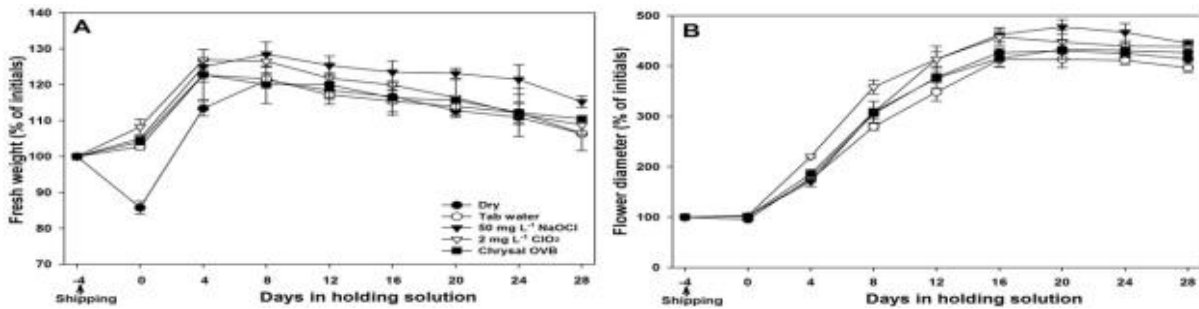 A
Fresh weight (% of initials)
140
130
120
110
100
90
80
70
-4
0
4
8
12
16
20
24
28
Shipping
Days in holding solution
Dry
Tab water
50 mg L⁻¹ NaOCl
2 mg L⁻¹ ClO₂
Chrysal OVB
B
Flower diameter (% of initials)
500
400
300
200
100
0
-4
0
4
8
12
16
20
24
28
Shipping
Days in holding solution